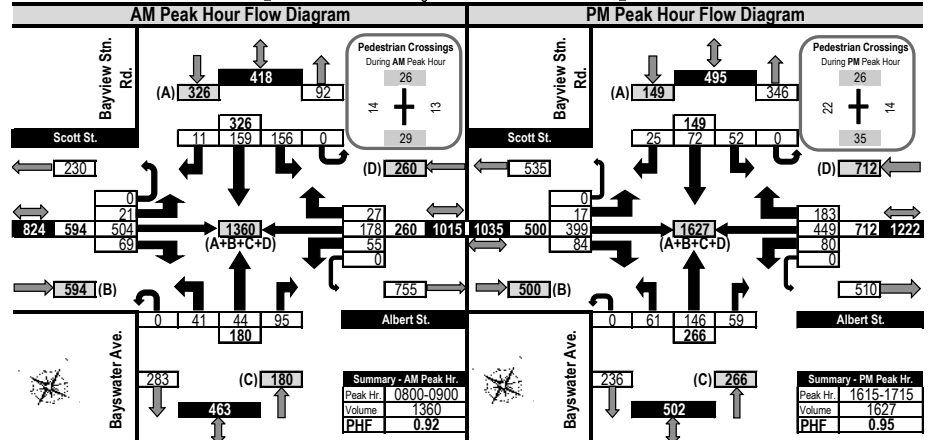 AM Peak Hour Flow Diagram
Bayview Stn. Rd.
418
Pedestrian Crossings
During AM Peak Hour
26
14
13
29
(A) 326
92
326
11 159 156 0
Scott St.
230
(D) 260
0
21
824 594 504
69
1360
(A+B+C+D)
27
178 260 1015
55
0
594 (B)
755
0 41 44 95
180
Albert St.
Bayswater Ave.
283
(C) 180
463
Summary - AM Peak Hr.
Peak Hr. 0800-0900
Volume 1360
PHF 0.92
PM Peak Hour Flow Diagram
Bayview Stn. Rd.
495
Pedestrian Crossings
During PM Peak Hour
26
22
14
35
(A) 149
346
149
25 72 52 0
Scott St.
535
(D) 712
0
17
1035 500 399
84
1627
(A+B+C+D)
183
449 712 1222
80
0
500 (B)
510
0 61 146 59
266
Albert St.
Bayswater Ave.
236
(C) 266
502
Summary - PM Peak Hr.
Peak Hr. 1615-1715
Volume 1627
PHF 0.95